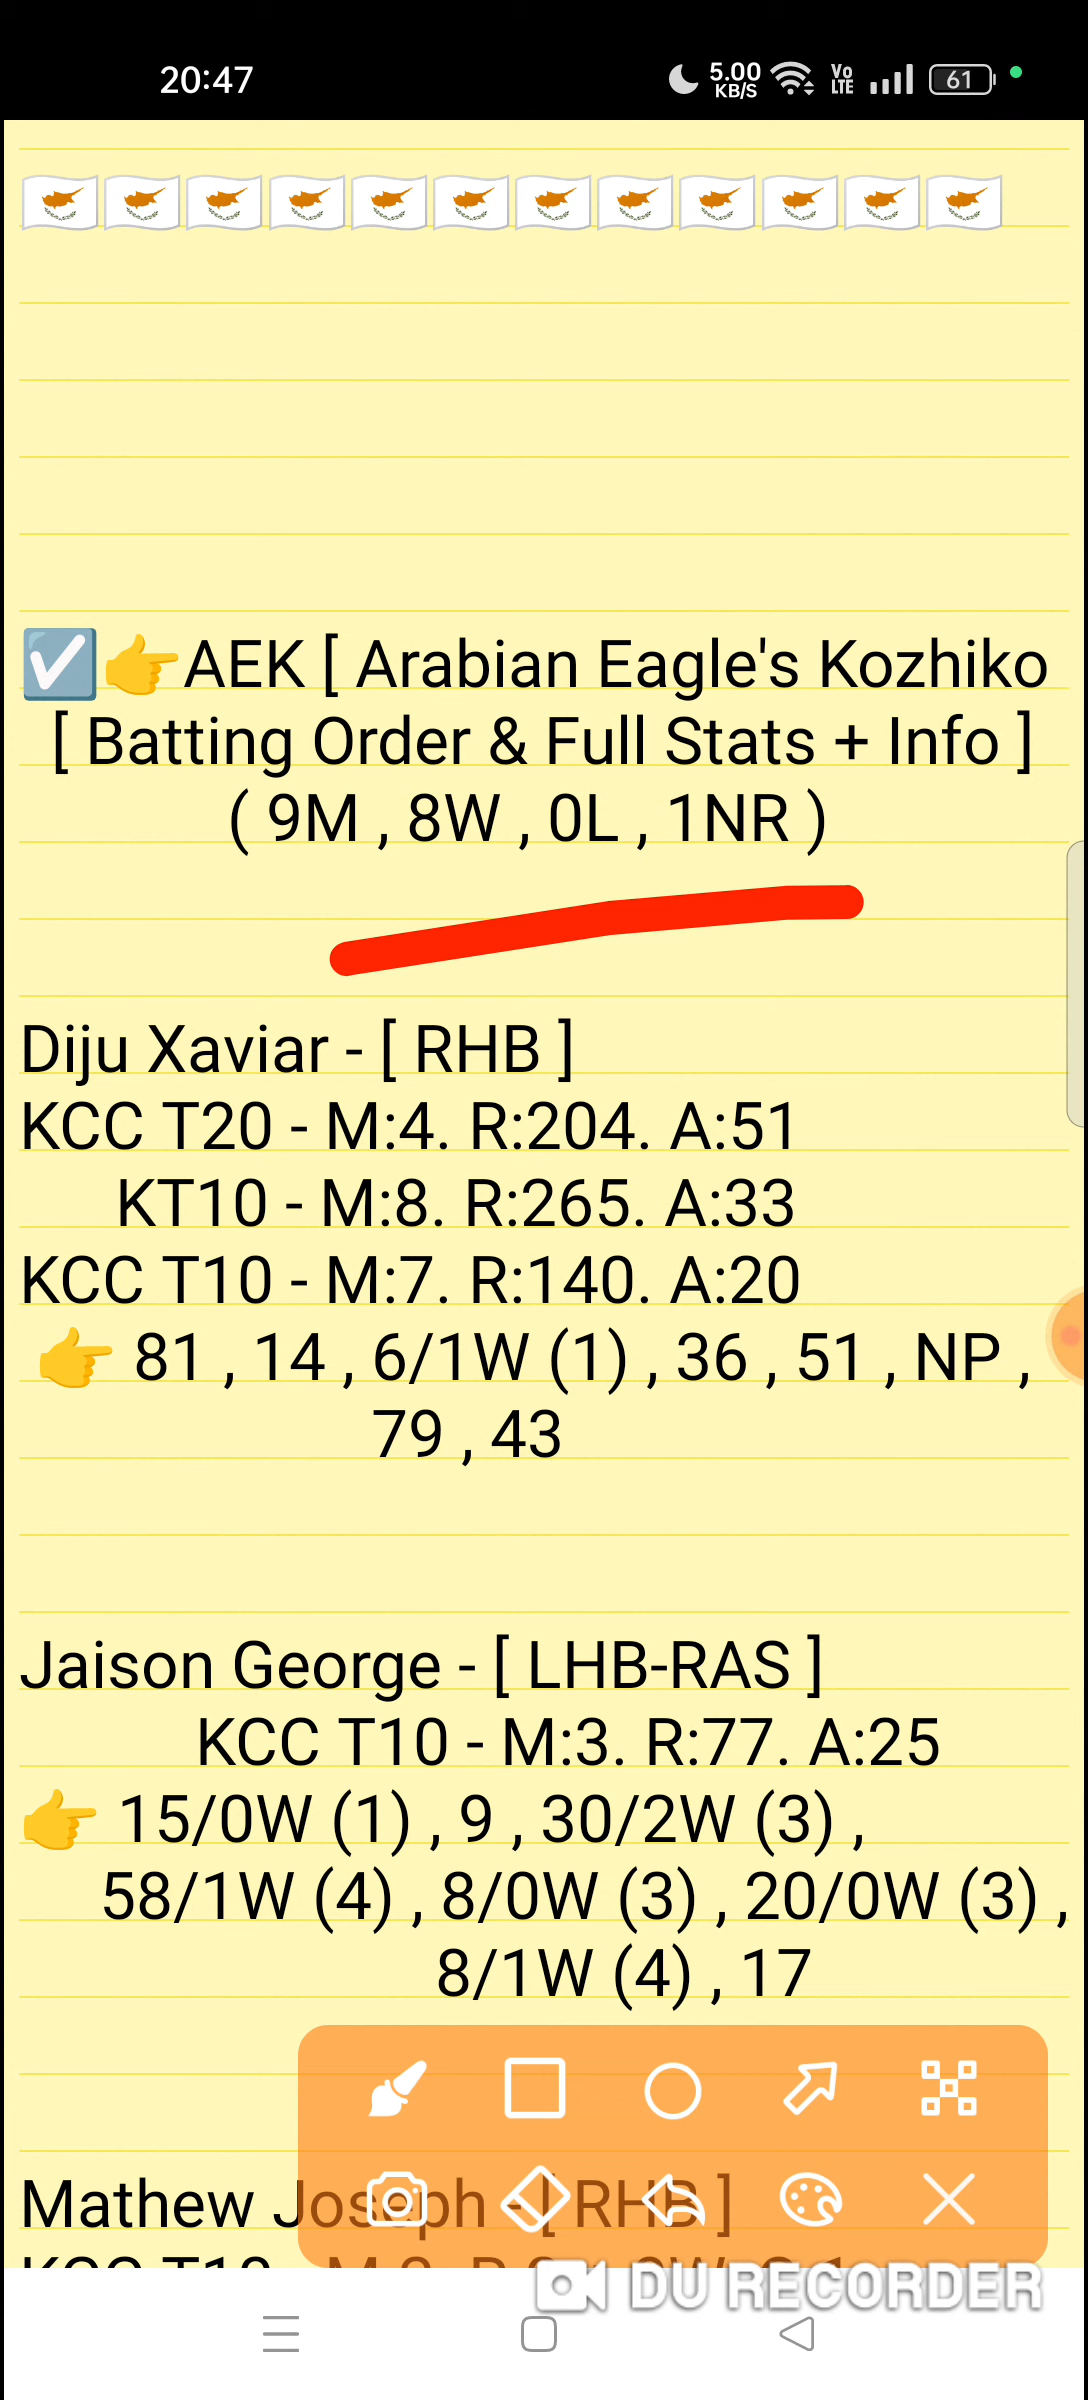 20:47
5.00
KB/S
Vo
LTE
61
AEK [ Arabian Eagle's Kozhiko
[ Batting Order & Full Stats + Info ]
( 9M , 8W , 0L , 1NR )
Diju Xaviar - [ RHB ]
KCC T20 - M:4. R:204. A:51
KT10 - M:8. R:265. A:33
KCC T10 - M:7. R:140. A:20
81 , 14 , 6/1W (1) , 36 , 51 , NP ,
79 , 43
Jaison George - [ LHB-RAS ]
KCC T10 - M:3. R:77. A:25
15/0W (1) , 9 , 30/2W (3) ,
58/1W (4) , 8/0W (3) , 20/0W (3) ,
8/1W (4) , 17
Mathew Joseph - [ RHB ]
DU RECORDER